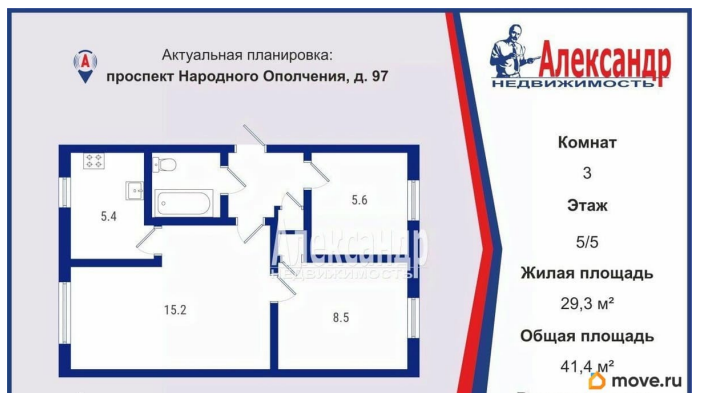 Актуальная планировка:
проспект Народного Ополчения, д. 97
А
Александр
НЕДВИЖИМОСТЬ
Комнат
3
Этаж
5/5
Жилая площадь
29,3 м²
Общая площадь
41,4 м²
5.4
5.6
15.2
8.5
Александр
НЕДВИЖИМОСТЬ
move.ru